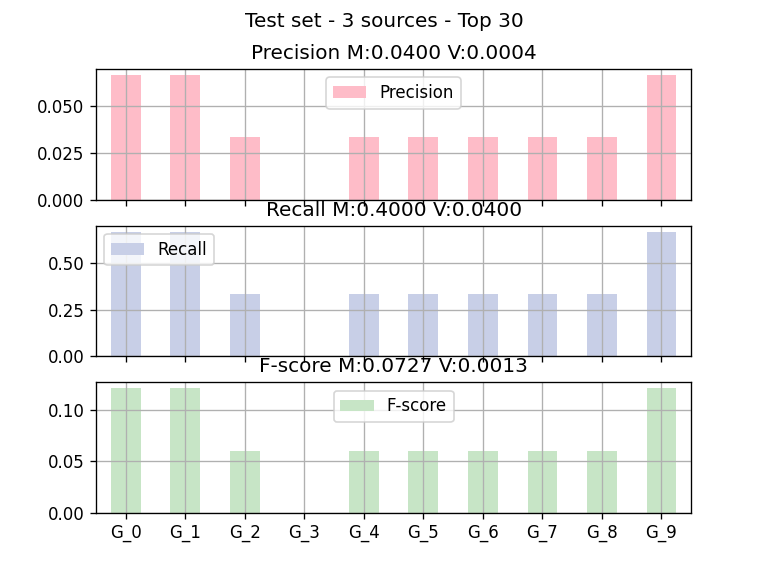 Test set - 3 sources - Top 30
Precision M:0.0400 V:0.0004
0.050
0.025
0.000
Precision
Recall M:0.4000 V:0.0400
0.50
0.25
0.00
Recall
F-score M:0.0727 V:0.0013
0.10
0.05
0.00
F-score
G_0 G_1 G_2 G_3 G_4 G_5 G_6 G_7 G_8 G_9